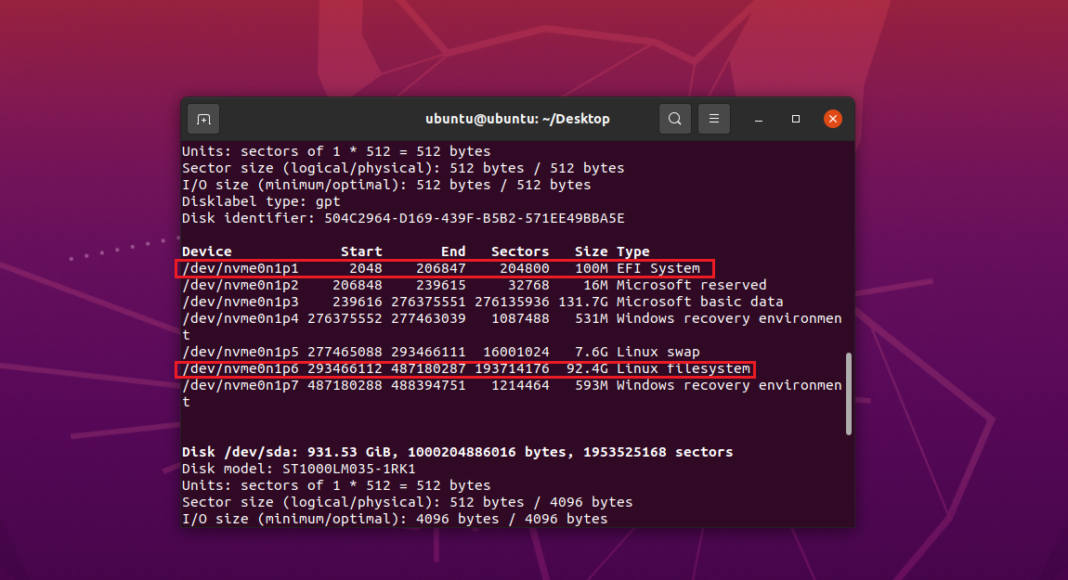 ubuntu@ubuntu: ~/Desktop
Units: sectors of 1 * 512 = 512 bytes
Sector size (logical/physical): 512 bytes / 512 bytes
I/O size (minimum/optimal): 512 bytes / 512 bytes
Disklabel type: gpt
Disk identifier: 504C2964-D169-439F-B5B2-571EE49BBA5E
Device Start End Sectors Size Type
/dev/nvme0n1p1 2048 206847 204800 100M EFI System
/dev/nvme0n1p2 206848 239615 32768 16M Microsoft reserved
/dev/nvme0n1p3 239616 276375551 276135936 131.7G Microsoft basic data
/dev/nvme0n1p4 276375552 277463039 1087488 531M Windows recovery environmen
t
/dev/nvme0n1p5 277465088 293466111 16001024 7.6G Linux swap
/dev/nvme0n1p6 293466112 487180287 193714176 92.4G Linux filesystem
/dev/nvme0n1p7 487180288 488394751 1214464 593M Windows recovery environmen
t
Disk /dev/sda: 931.53 GiB, 1000204886016 bytes, 1953525168 sectors
Disk model: ST1000LM035-1RK1
Units: sectors of 1 * 512 = 512 bytes
Sector size (logical/physical): 512 bytes / 4096 bytes
I/O size (minimum/optimal): 4096 bytes / 4096 bytes